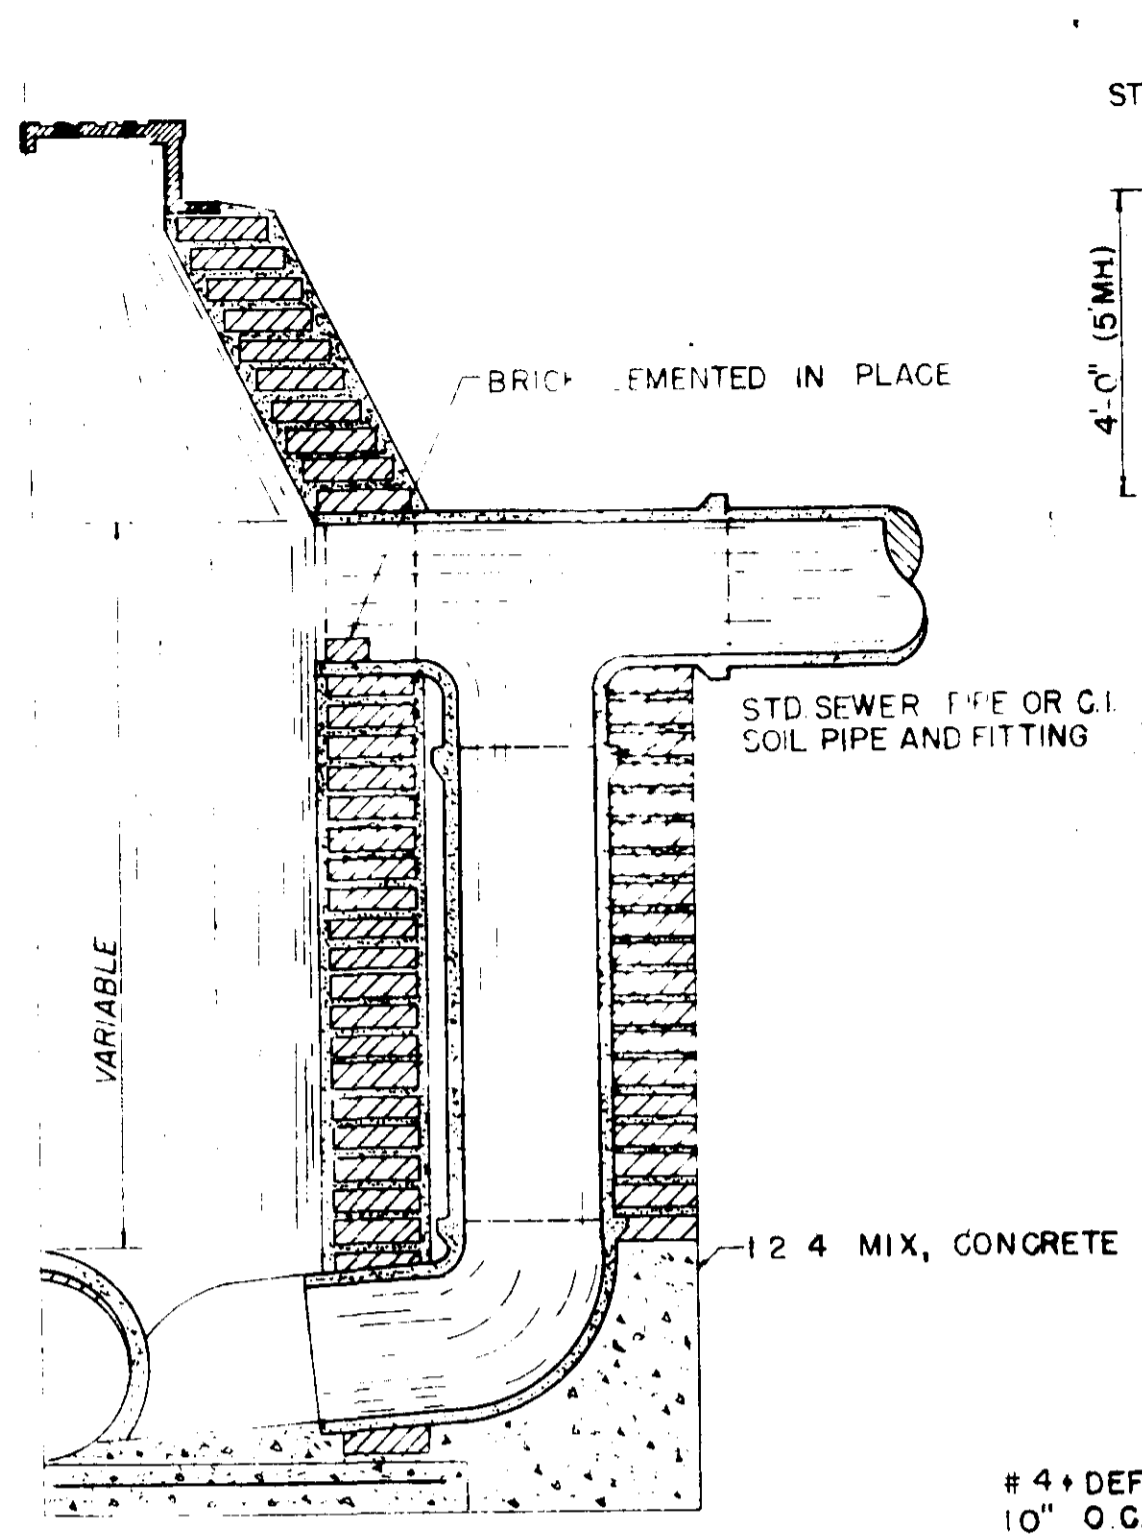 ST
4'-0" (5'MH)
BRICK CEMENTED IN PLACE
STD. SEWER PIPE OR C.I.
SOIL PIPE AND FITTING
VARIABLE
1 2 4 MIX, CONCRETE
# 4 DEF
10" O.C